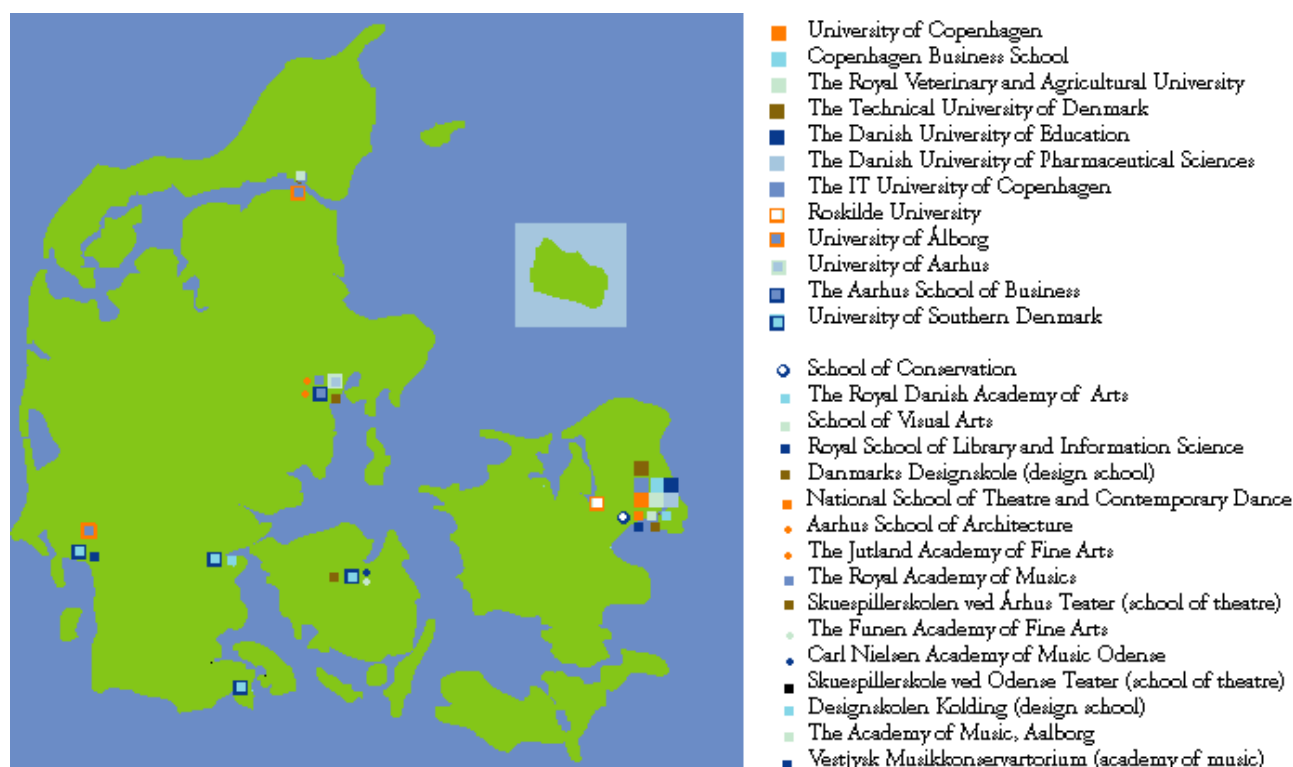 University of Copenhagen
Copenhagen Business School
The Royal Veterinary and Agricultural University
The Technical University of Denmark
The Danish University of Education
The Danish University of Pharmaceutical Sciences
The IT University of Copenhagen
Roskilde University
University of Ålborg
University of Aarhus
The Aarhus School of Business
University of Southern Denmark
School of Conservation
The Royal Danish Academy of Arts
School of Visual Arts
Royal School of Library and Information Science
Danmarks Designskole (design school)
National School of Theatre and Contemporary Dance
Aarhus School of Architecture
The Jutland Academy of Fine Arts
The Royal Academy of Musics
Skuespillerskolen ved Århus Teater (school of theatre)
The Funen Academy of Fine Arts
Carl Nielsen Academy of Music Odense
Skuespillerskole ved Odense Teater (school of theatre)
Designskolen Kolding (design school)
The Academy of Music, Aalborg
Vestjysk Musikkonservartorium (academy of music)